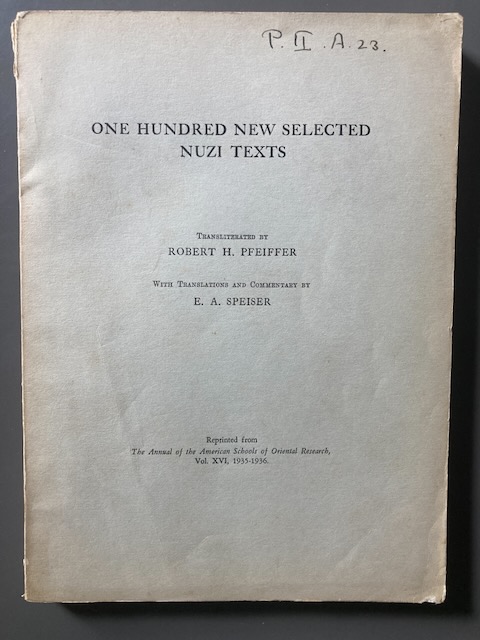 P. II. A. 23.
ONE HUNDRED NEW SELECTED
NUZI TEXTS
TRANSLITERATED BY
ROBERT H. PFEIFFER
WITH TRANSLATIONS AND COMMENTARY BY
E. A. SPEISER
Reprinted from
The Annual of the American Schools of Oriental Research,
Vol. XVI, 1935-1936.